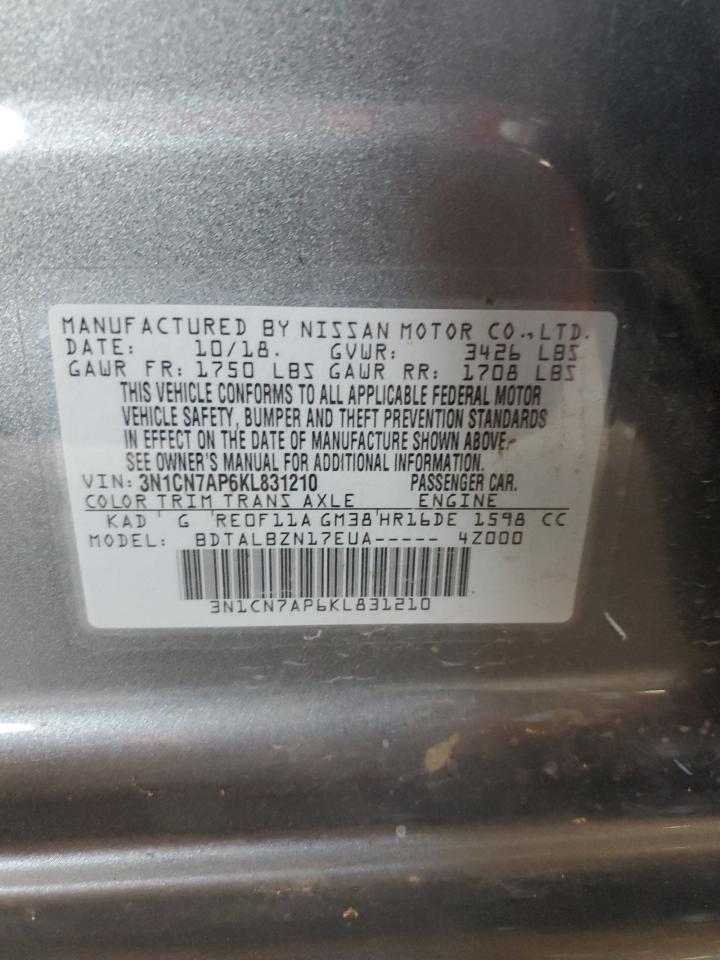 MANUFACTURED BY NISSAN MOTOR CO., LTD.
DATE: 10/18. GVWR: 3426 LBS
GAWR FR: 1750 LBS GAWR RR: 1708 LBS
THIS VEHICLE CONFORMS TO ALL APPLICABLE FEDERAL MOTOR
VEHICLE SAFETY, BUMPER AND THEFT PREVENTION STANDARDS
IN EFFECT ON THE DATE OF MANUFACTURE SHOWN ABOVE.
SEE OWNER'S MANUAL FOR ADDITIONAL INFORMATION.
VIN: 3N1CN7AP6KL831210 PASSENGER CAR.
COLOR TRIM TRANS AXLE ENGINE
KAD G RE0F11A GM38 HR16DE 1598 CC
MODEL: BDTALBZN17EUA----- 4Z000
3N1CN7AP6KL831210